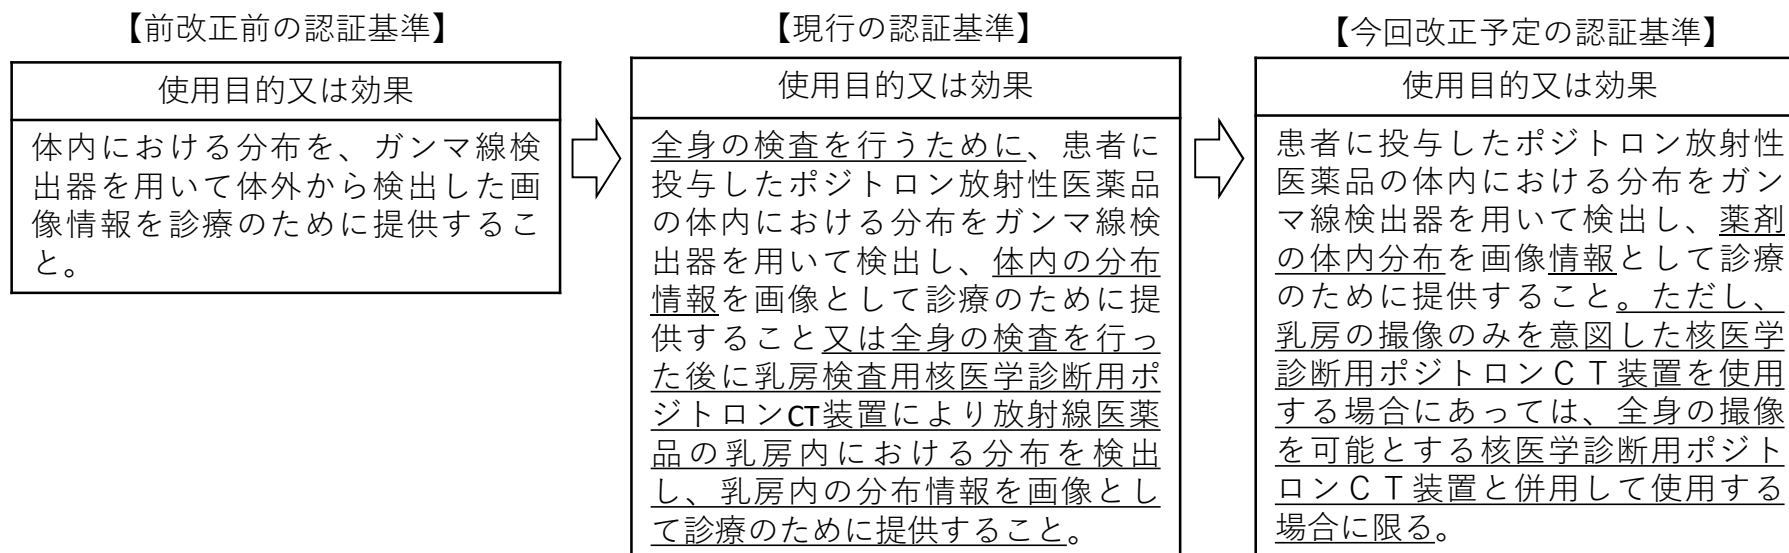 【前改正前の認証基準】
使用目的又は効果
体内における分布を、ガンマ線検
出器を用いて体外から検出した画
像情報を診療のために提供するこ
と。
【現行の認証基準】
使用目的又は効果
全身の検査を行うために、患者に
投与したポジトロン放射性医薬品
の体内における分布をガンマ線検
出器を用いて検出し、体内の分布
情報を画像として診療のために提
供すること又は全身の検査を行っ
た後に乳房検査用核医学診断用ポ
ジトロンCT装置により放射線医薬
品の乳房内における分布を検出
し、乳房内の分布情報を画像とし
て診療のために提供すること。
【今回改正予定の認証基準】
使用目的又は効果
患者に投与したポジトロン放射性
医薬品の体内における分布をガン
マ線検出器を用いて検出し、薬剤
の体内分布を画像情報として診療
のために提供すること。ただし、
乳房の撮像のみを意図した核医学
診断用ポジトロンＣＴ装置を使用
する場合にあっては、全身の撮像
を可能とする核医学診断用ポジト
ロンＣＴ装置と併用して使用する
場合に限る。